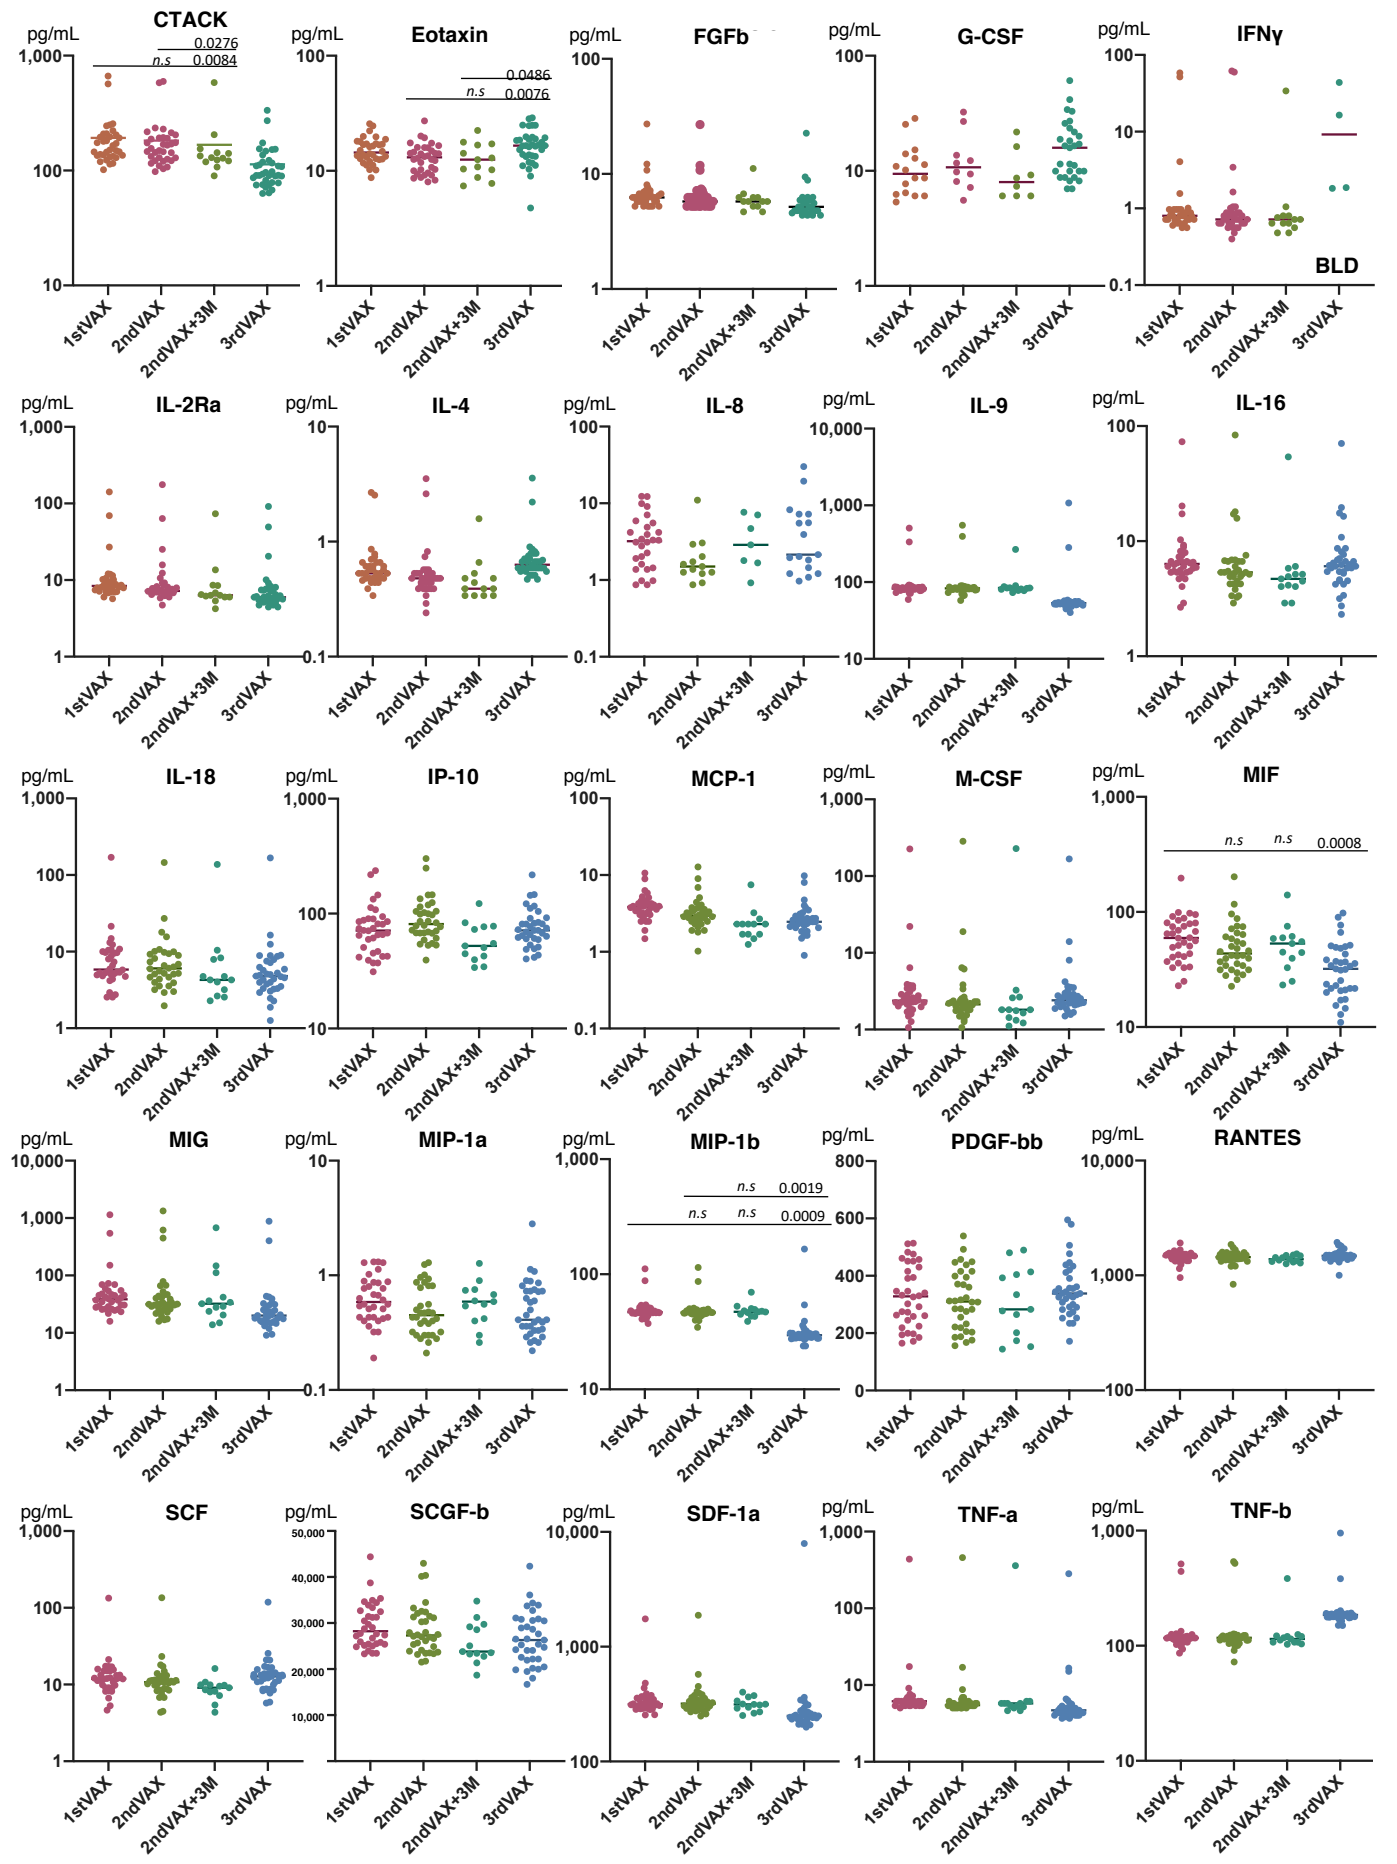 CTACK
pg/mL
0.0276
n.s 0.0084
1,000
100
10
1stVAX
2ndVAX
2ndVAX+3M
3rdVAX
Eotaxin
pg/mL
0.0486
n.s 0.0076
100
10
1
1stVAX
2ndVAX
2ndVAX+3M
3rdVAX
FGFb
pg/mL
100
10
1
1stVAX
2ndVAX
2ndVAX+3M
3rdVAX
G-CSF
pg/mL
100
10
1
1stVAX
2ndVAX
2ndVAX+3M
3rdVAX
IFNγ
pg/mL
100
10
1
0.1
BLD
1stVAX
2ndVAX
2ndVAX+3M
3rdVAX
IL-2Ra
pg/mL
1,000
100
10
1
1stVAX
2ndVAX
2ndVAX+3M
3rdVAX
IL-4
pg/mL
10
1
0.1
1stVAX
2ndVAX
2ndVAX+3M
3rdVAX
IL-8
pg/mL
100
10
1
0.1
1stVAX
2ndVAX
2ndVAX+3M
3rdVAX
IL-9
pg/mL
10,000
1,000
100
10
1stVAX
2ndVAX
2ndVAX+3M
3rdVAX
IL-16
pg/mL
100
10
1
1stVAX
2ndVAX
2ndVAX+3M
3rdVAX
IL-18
pg/mL
1,000
100
10
1
1stVAX
2ndVAX
2ndVAX+3M
3rdVAX
IP-10
pg/mL
1,000
100
10
1stVAX
2ndVAX
2ndVAX+3M
3rdVAX
MCP-1
pg/mL
100
10
1
0.1
1stVAX
2ndVAX
2ndVAX+3M
3rdVAX
M-CSF
pg/mL
1,000
100
10
1
1stVAX
2ndVAX
2ndVAX+3M
3rdVAX
MIF
pg/mL
n.s n.s 0.0008
1,000
100
10
1stVAX
2ndVAX
2ndVAX+3M
3rdVAX
MIG
pg/mL
10,000
1,000
100
10
1
1stVAX
2ndVAX
2ndVAX+3M
3rdVAX
MIP-1a
pg/mL
10
1
0.1
1stVAX
2ndVAX
2ndVAX+3M
3rdVAX
MIP-1b
pg/mL
n.s 0.0019
n.s n.s 0.0009
1,000
100
10
1stVAX
2ndVAX
2ndVAX+3M
3rdVAX
PDGF-bb
pg/mL
800
600
400
200
0
1stVAX
2ndVAX
2ndVAX+3M
3rdVAX
RANTES
pg/mL
10,000
1,000
100
1stVAX
2ndVAX
2ndVAX+3M
3rdVAX
SCF
pg/mL
1,000
100
10
1
1stVAX
2ndVAX
2ndVAX+3M
3rdVAX
SCGF-b
pg/mL
50,000
40,000
30,000
20,000
10,000
1stVAX
2ndVAX
2ndVAX+3M
3rdVAX
SDF-1a
pg/mL
10,000
1,000
100
1stVAX
2ndVAX
2ndVAX+3M
3rdVAX
TNF-a
pg/mL
1,000
100
10
1
1stVAX
2ndVAX
2ndVAX+3M
3rdVAX
TNF-b
pg/mL
1,000
100
10
1stVAX
2ndVAX
2ndVAX+3M
3rdVAX